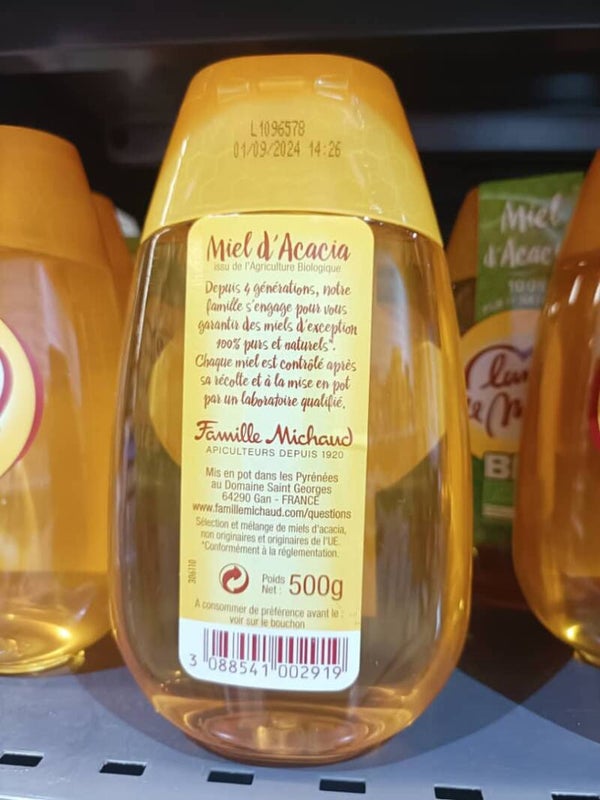 L1096578
01/09/2024 14:26
Miel d'Acacia
issu de l'Agriculture Biologique
Depuis 4 générations, notre
famille s'engage pour vous
garantir des miels d'exception
100% purs et naturels*.
Chaque miel est contrôlé après
sa récolte et à la mise en pot
par un laboratoire qualifié.
Famille Michaud
APICULTEURS DEPUIS 1920
Mis en pot dans les Pyrénées
au Domaine Saint Georges
64290 Gan - FRANCE
www.famillemichaud.com/questions
Sélection et mélange de miels d'acacia,
non originaires et originaires de l'UE.
*Conformément à la réglementation.
306110
Poids
Net : 500g
A consommer de préférence avant le :
voir sur le bouchon
3 088541 002919
Miel
d'Acac
100%